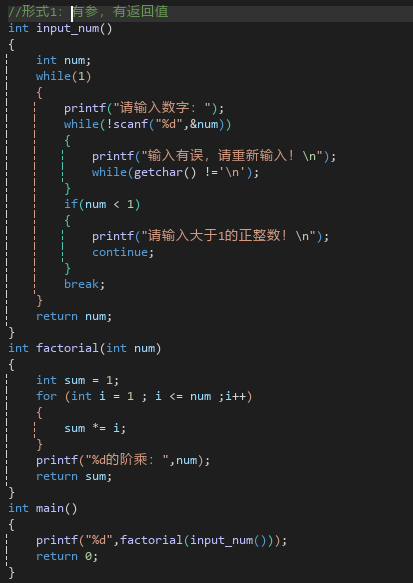 //形式1：有参，有返回值
int input_num()
{
    int num;
    while(1)
    {
        printf("请输入数字：");
        while(!scanf("%d",&num))
        {
            printf("输入有误，请重新输入！\n");
            while(getchar() !='\n');
        }
        if(num < 1)
        {
            printf("请输入大于1的正整数！\n");
            continue;
        }
        break;
    }
    return num;
}
int factorial(int num)
{
    int sum = 1;
    for (int i = 1 ; i <= num ;i++)
    {
        sum *= i;
    }
    printf("%d的阶乘：",num);
    return sum;
}
int main()
{
    printf("%d",factorial(input_num()));
    return 0;
}